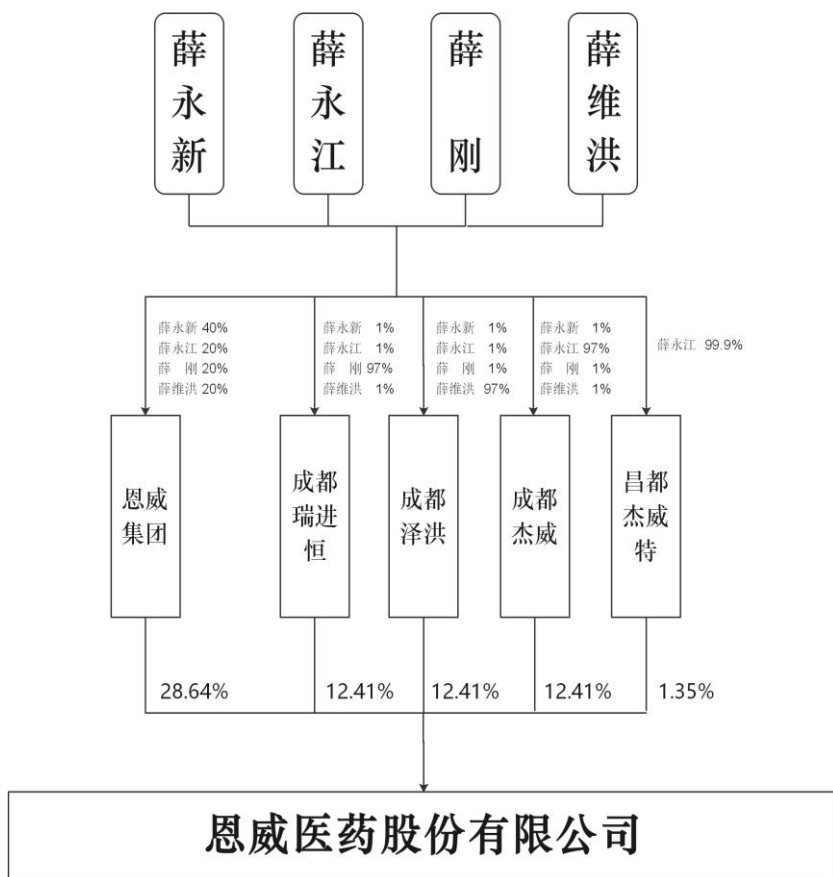 薛永新
薛永江
薛 刚
薛维洪
薛永新 40%
薛永江 20%
薛 刚 20%
薛维洪 20%
薛永新 1%
薛永江 1%
薛 刚 97%
薛维洪 1%
薛永新 1%
薛永江 1%
薛 刚 1%
薛维洪 97%
薛永新 1%
薛永江 97%
薛 刚 1%
薛维洪 1%
薛永江 99.9%
恩威
集团
成都
瑞进
恒
成都
泽洪
成都
杰威
昌都
杰威
特
28.64%
12.41%
12.41%
12.41%
1.35%
恩威医药股份有限公司